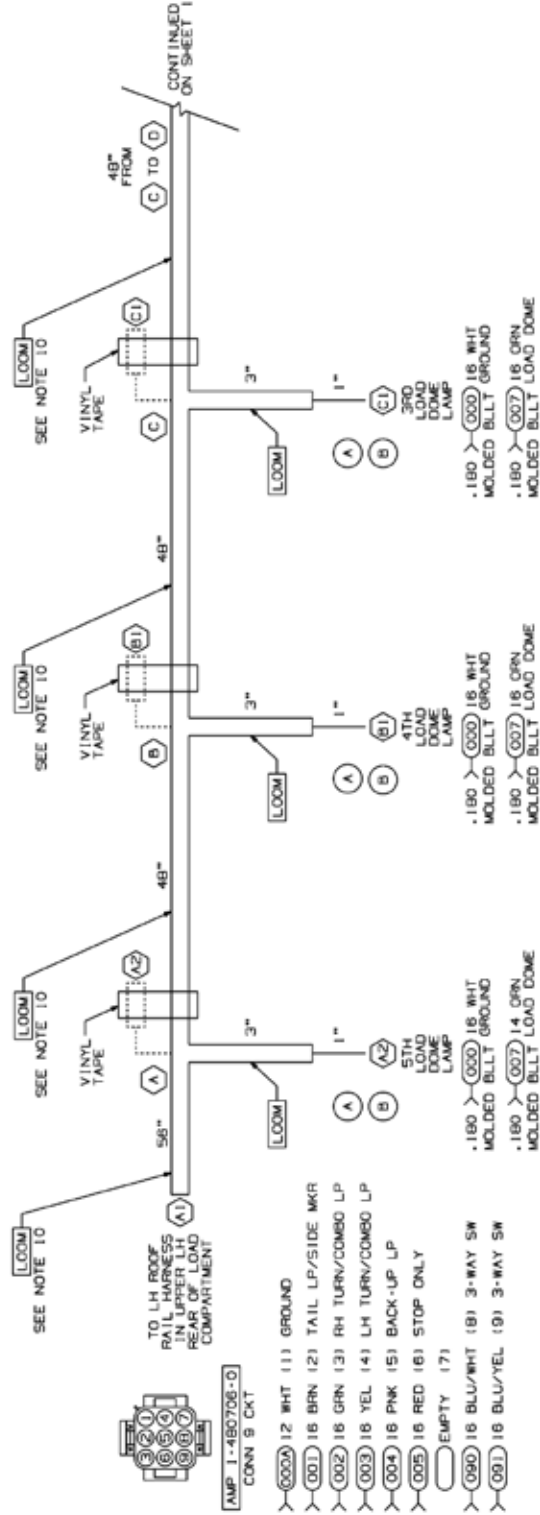 LOOM
SEE NOTE 10
LOOM
SEE NOTE 10
LOOM
SEE NOTE 10
LOOM
SEE NOTE 10
VINYL
TAPE
VINYL
TAPE
VINYL
TAPE
A2
B1
C1
A
B
C
56"
48"
48"
48"
FROM
C TO D
CONTINUED
ON SHEET 1
A1
TO LH ROOF
RAIL HARNESS
IN UPPER LH
REAR OF LOAD
COMPARTMENT
3 2 1
6 5 4
9 8 7
AMP 1-480706-0
CONN 9 CKT
000A 12 WHT (1) GROUND
001 16 BRN (2) TAIL LP/SIDE MKR
002 16 GRN (3) RH TURN/COMBO LP
003 16 YEL (4) LH TURN/COMBO LP
004 16 PNK (5) BACK-UP LP
005 16 RED (6) STOP ONLY
EMPTY (7)
090 16 BLU/WHT (8) 3-WAY SW
091 16 BLU/YEL (9) 3-WAY SW
LOOM
3"
1"
A B
A2
5TH
LOAD
DOME
LAMP
.180 000 16 WHT
MOLDED BLLT GROUND
.180 007 14 ORN
MOLDED BLLT LOAD DOME
LOOM
3"
1"
A B
B1
4TH
LOAD
DOME
LAMP
.180 000 16 WHT
MOLDED BLLT GROUND
.180 007 16 ORN
MOLDED BLLT LOAD DOME
LOOM
3"
1"
A B
C1
3RD
LOAD
DOME
LAMP
.180 000 16 WHT
MOLDED BLLT GROUND
.180 007 16 ORN
MOLDED BLLT LOAD DOME